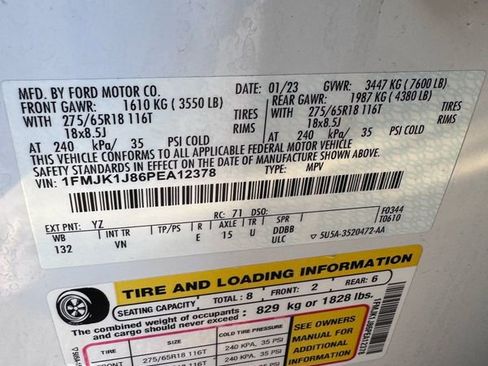 MFD. BY FORD MOTOR CO.
01/23 GVWR: 3447 KG (7600 LB)
FRONT GAWR: 1610 KG (3550 LB) REAR GAWR: 1987 KG (4380 LB)
WITH 275/65R18 116T TIRES WITH 275/65R18 116T TIRES
18x8.5J RIMS 18x8.5J RIMS
AT 240 kPa/ 35 PSI COLD AT 240 kPa/ 35 PSI COLD
THIS VEHICLE CONFORMS TO ALL APPLICABLE FEDERAL MOTOR VEHICLE
SAFETY STANDARDS IN EFFECT ON THE DATE OF MANUFACTURE SHOWN ABOVE.
VIN: 1FMJK1J86PEA12378
TYPE: MPV
F0344
T0610
EXT PNT: YZ RC: 71 DSO:
WB INT TR TP/PS R AXLE TR SPR
132 VN E 15 U DDBB
ULC ▽ 5U5A-3520472-AA
TIRE AND LOADING INFORMATION
SEATING CAPACITY TOTAL: 8 FRONT: 2 REAR: 6
The combined weight of occupants and cargo should never exceed: 829 kg or 1828 lbs.
TIRE COLD TIRE PRESSURE
FRONT 275/65R18 116T 240 KPA, 35 PSI
240 KPA, 35 PSI
SEE OWNERS
MANUAL FOR
ADDITIONAL
INFORMATION
1FMJK1J86PEA12378